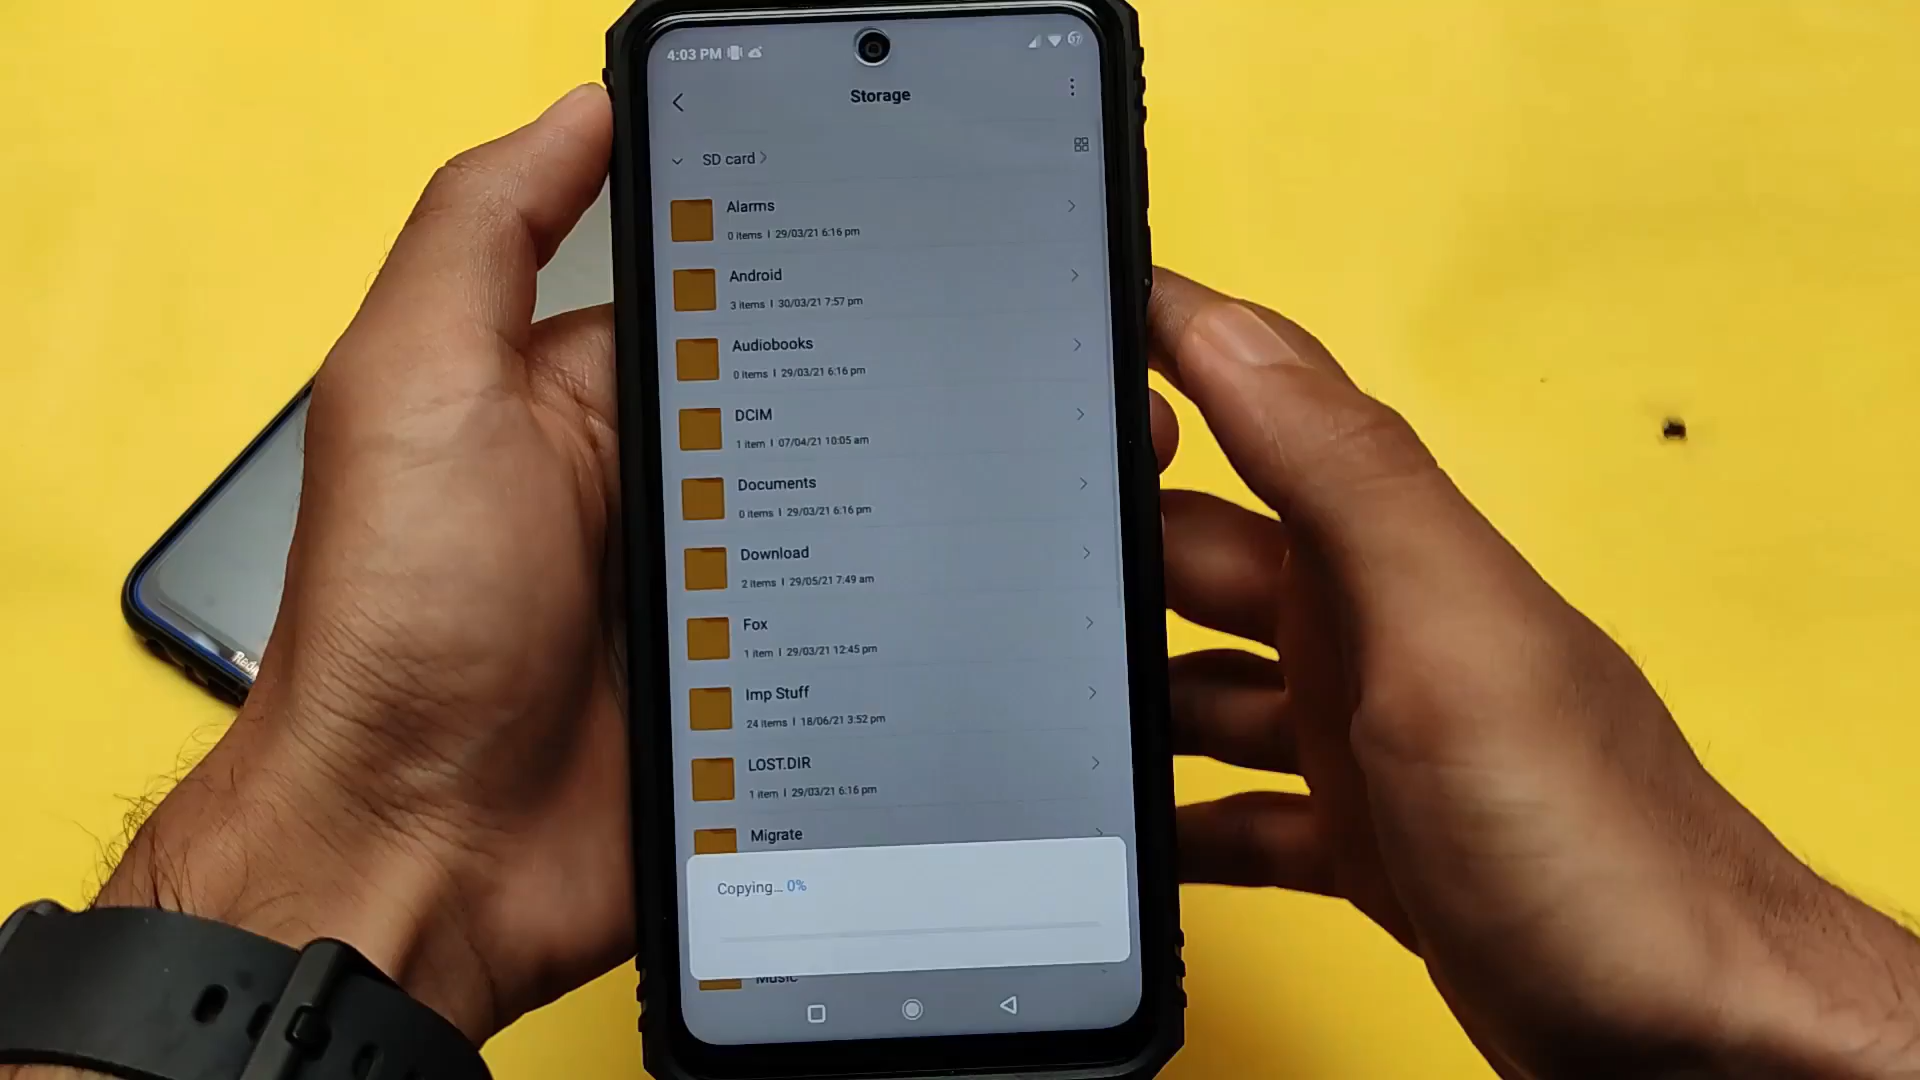 4:03 PM
Storage
SD card
Alarms
0 items | 29/03/21 6:16 pm
Android
3 items | 30/03/21 7:57 pm
Audiobooks
0 items | 29/03/21 6:16 pm
DCIM
1 item | 07/04/21 10:05 am
Documents
0 items | 29/03/21 6:16 pm
Download
2 items | 29/05/21 7:49 am
Fox
1 item | 29/03/21 12:45 pm
Imp Stuff
24 items | 18/06/21 3:52 pm
LOST.DIR
1 item | 29/03/21 6:16 pm
Migrate
Copying... 0%
Music